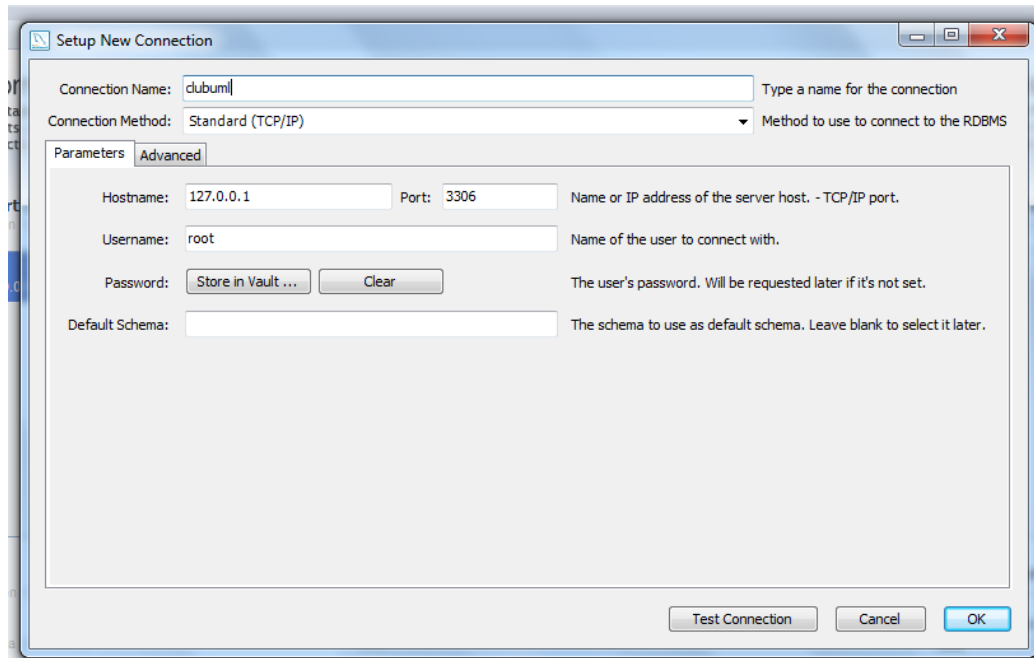 Setup New Connection
Connection Name: clubuml Type a name for the connection
Connection Method: Standard (TCP/IP) Method to use to connect to the RDBMS
Parameters Advanced
Hostname: 127.0.0.1 Port: 3306 Name or IP address of the server host. - TCP/IP port.
Username: root Name of the user to connect with.
Password: Store in Vault ... Clear The user's password. Will be requested later if it's not set.
Default Schema: The schema to use as default schema. Leave blank to select it later.
Test Connection Cancel OK